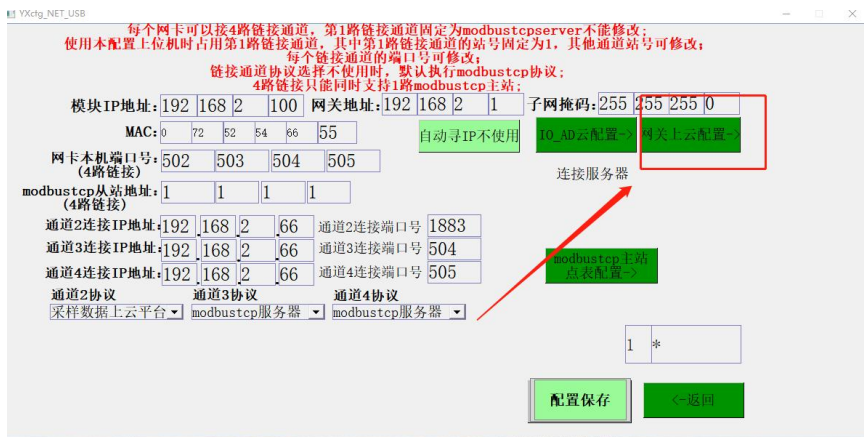 YXctg_NET_USB
每个网卡可以接4路链接通道，第1路链接通道固定为modbustcpserver不能修改;
使用本配置上位机时占用第1路链接通道，其中第1路链接通道的站号固定为1，其他通道站号可修改;
每个链接通道的端口号可修改;
链接通道协议选择不使用时，默认执行modbustcp协议;
4路链接只能同时支持1路modbustcp主站;
模块IP地址: 192 168 2 100 网关地址: 192 168 2 1 子网掩码: 255 255 255 0
MAC: 0 72 52 54 66 55 自动寻IP不使用 IO_AD云配置-> 网关上云配置->
网卡本机端口号: 502 503 504 505
(4路链接)
连接服务器
modbustcp从站地址: 1 1 1 1
(4路链接)
通道2连接IP地址: 192 .168 .2 .66 通道2连接端口号 1883
通道3连接IP地址: 192 .168 .2 .66 通道3连接端口号 504
通道4连接IP地址: 192 .168 .2 .66 通道4连接端口号 505
modbustcp主站
点表配置->
通道2协议 通道3协议 通道4协议
采样数据上云平台 modbustcp服务器 modbustcp服务器
1 *
配置保存 <-返回